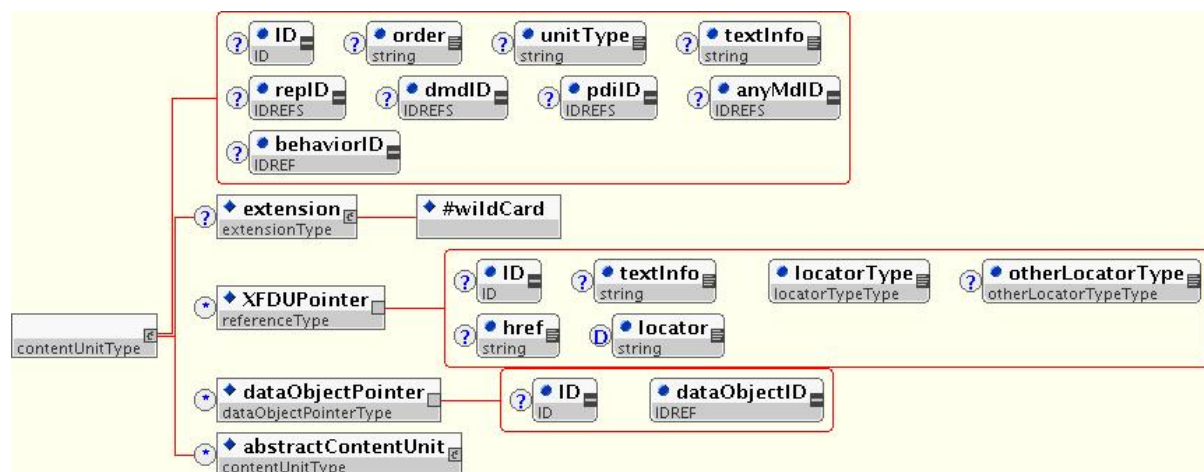 ? ID ? order ? unitType ? textInfo
ID string string string
? repID ? dmdID ? pdiID ? anyMdID
IDREFS IDREFS IDREFS IDREFS
? behaviorID
IDREF
? extension #wildCard
extensionType
? ID ? textInfo locatorType ? otherLocatorType
ID string locatorTypeType otherLocatorTypeType
* XFDUPointer
referenceType
? href D locator
string string
contentUnitType
* dataObjectPointer ? ID dataObjectID
dataObjectPointerType ID IDREF
* abstractContentUnit
contentUnitType